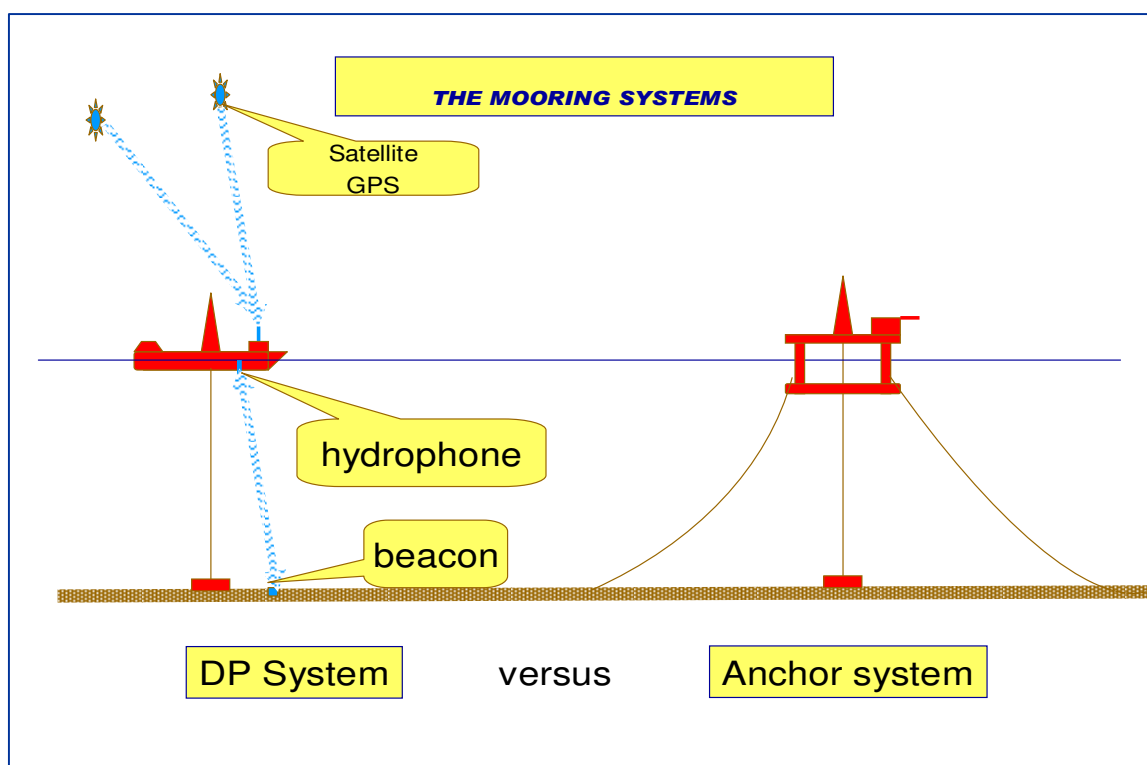 THE MOORING SYSTEMS
Satellite
GPS
hydrophone
beacon
DP System
versus
Anchor system